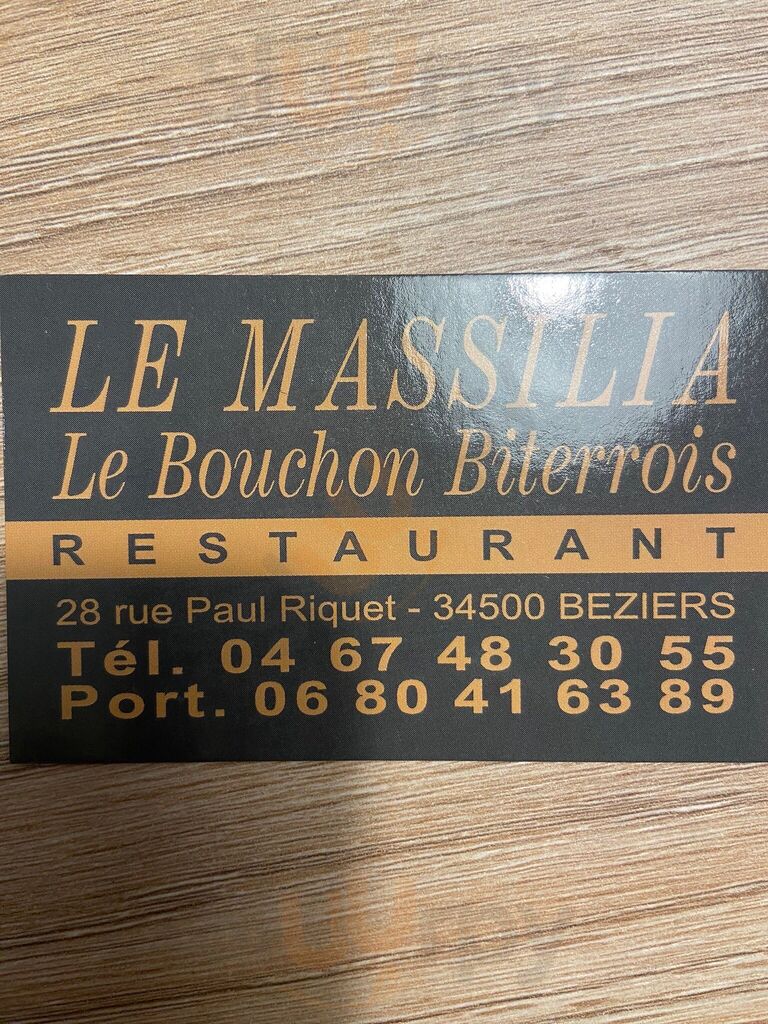 LE MASSILIA
Le Bouchon Biterrois
RESTAURANT
28 rue Paul Riquet - 34500 BEZIERS
Tél. 04 67 48 30 55
Port. 06 80 41 63 89